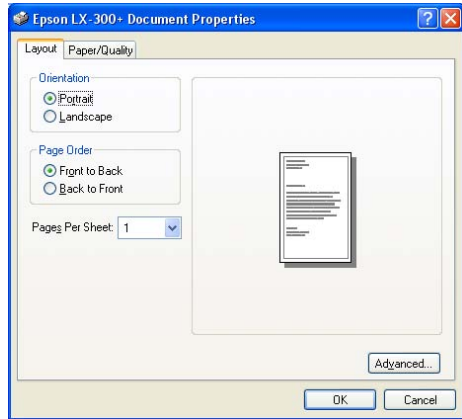 Epson LX-300+ Document Properties
Layout Paper/Quality
Orientation
Portrait
Landscape
Page Order
Front to Back
Back to Front
Pages Per Sheet: 1
Advanced...
OK Cancel